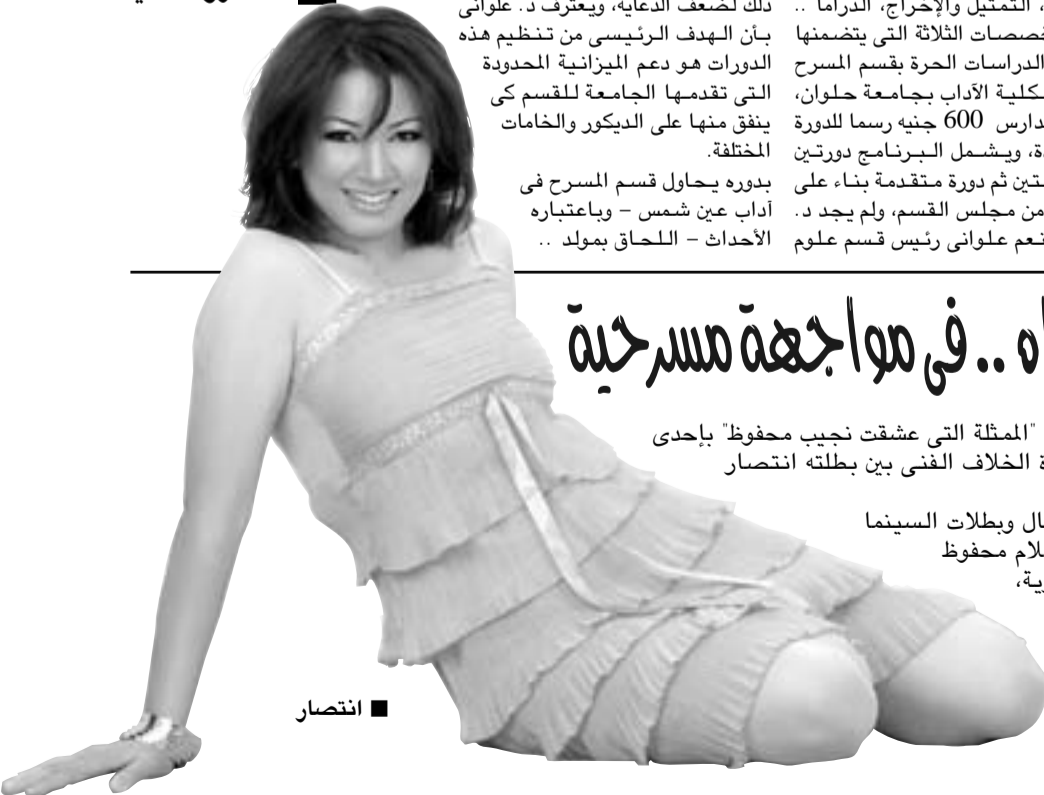 ، التمثيل والإخراج، الدراما ..
الثلاثة التى يتضمنها
الدراسات الحرة بقسم المسرح
كلية الآداب بجامعة حلوان،
دارس 600 جنيه رسما للدورة
ة، ويشمل البرنامج دورتين
تين ثم دورة متقدمة بناء على
من مجلس القسم، ولم يجد د.
نعم علوانى رئيس قسم علوم
ذلك لضعف الدعاية، ويعترف د. علوانى
بأن الهدف الرئيسى من تنظيم هذه
الدورات هو دعم الميزانية المحدودة
التى تقدمها الجامعة للقسم كى
ينفق منها على الديكور والخامات
المختلفة.
بدوره يحاول قسم المسرح فى
آداب عين شمس – وباعتباره
الأحداث – اللحاق بمولد ..
اه .. فى مواجهة مسرحية
"الممثلة التى عشقت نجيب محفوظ" بإحدى
ة الخلاف الفنى بين بطلته انتصار
ال وبطلات السينما
لام محفوظ
ية،
■ انتصار